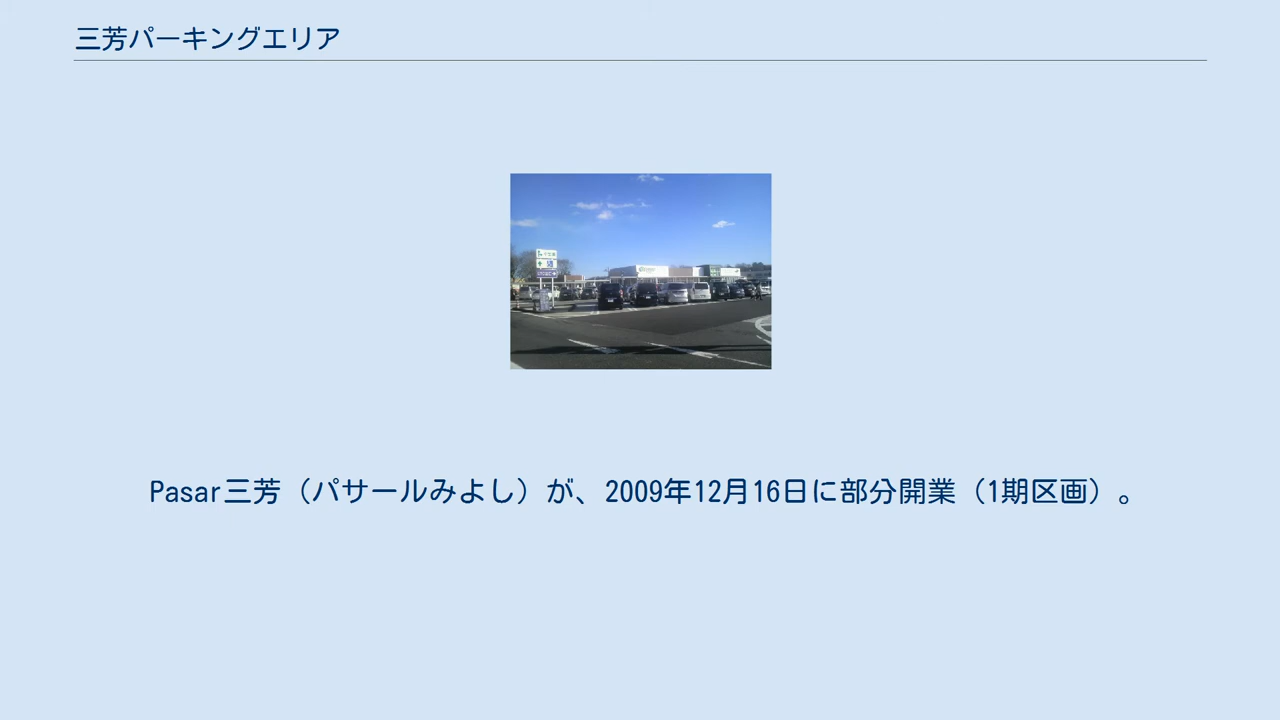 三芳パーキングエリア
Pasar三芳（パサールみよし）が、2009年12月16日に部分開業（1期区画）。